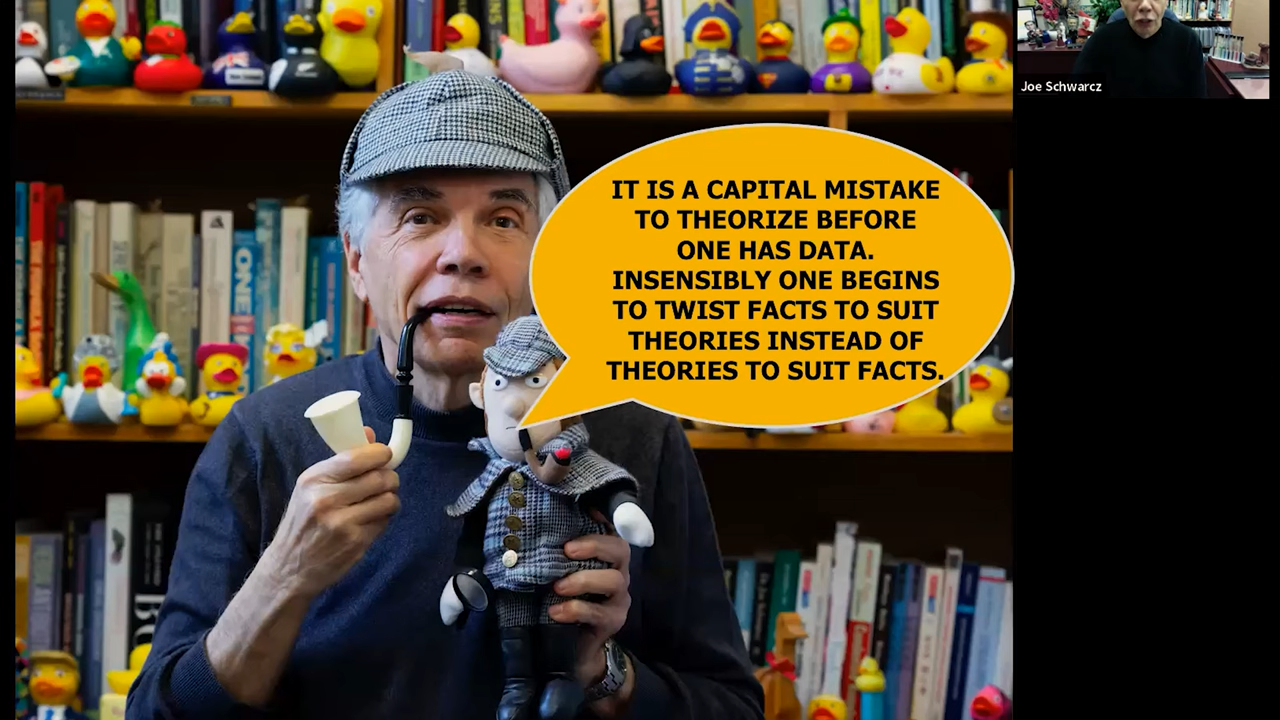 IT IS A CAPITAL MISTAKE
TO THEORIZE BEFORE
ONE HAS DATA.
INSENSIBLY ONE BEGINS
TO TWIST FACTS TO SUIT
THEORIES INSTEAD OF
THEORIES TO SUIT FACTS.
Joe Schwarcz
ONE